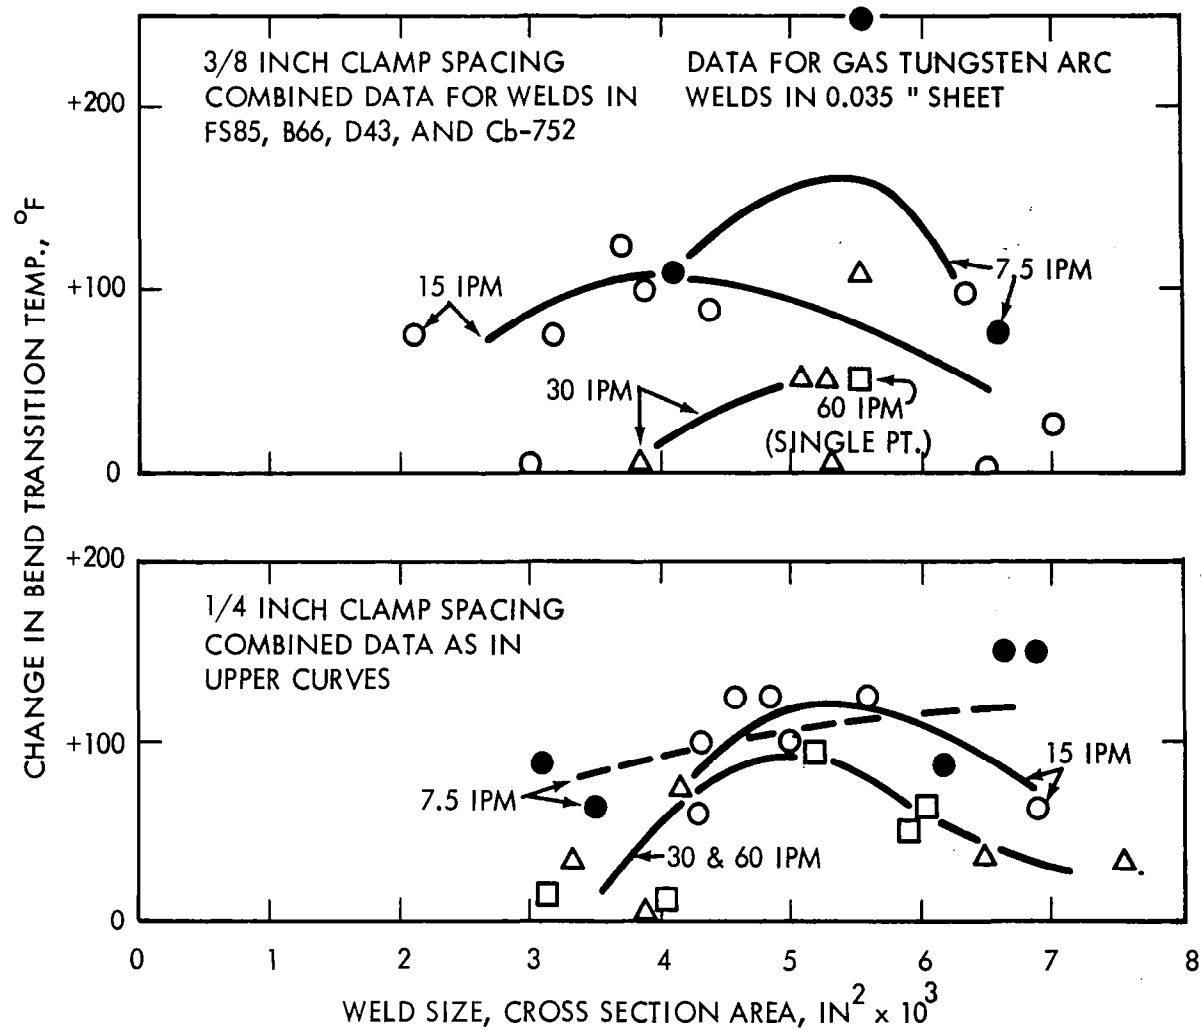 3/8 INCH CLAMP SPACING
COMBINED DATA FOR WELDS IN
FS85, B66, D43, AND Cb-752
DATA FOR GAS TUNGSTEN ARC
WELDS IN 0.035 " SHEET
+200
+100
0
15 IPM
7.5 IPM
30 IPM
60 IPM
(SINGLE PT.)
CHANGE IN BEND TRANSITION TEMP., °F
+200
+100
0
1/4 INCH CLAMP SPACING
COMBINED DATA AS IN
UPPER CURVES
15 IPM
7.5 IPM
30 & 60 IPM
0 1 2 3 4 5 6 7 8
WELD SIZE, CROSS SECTION AREA, IN² x 10³